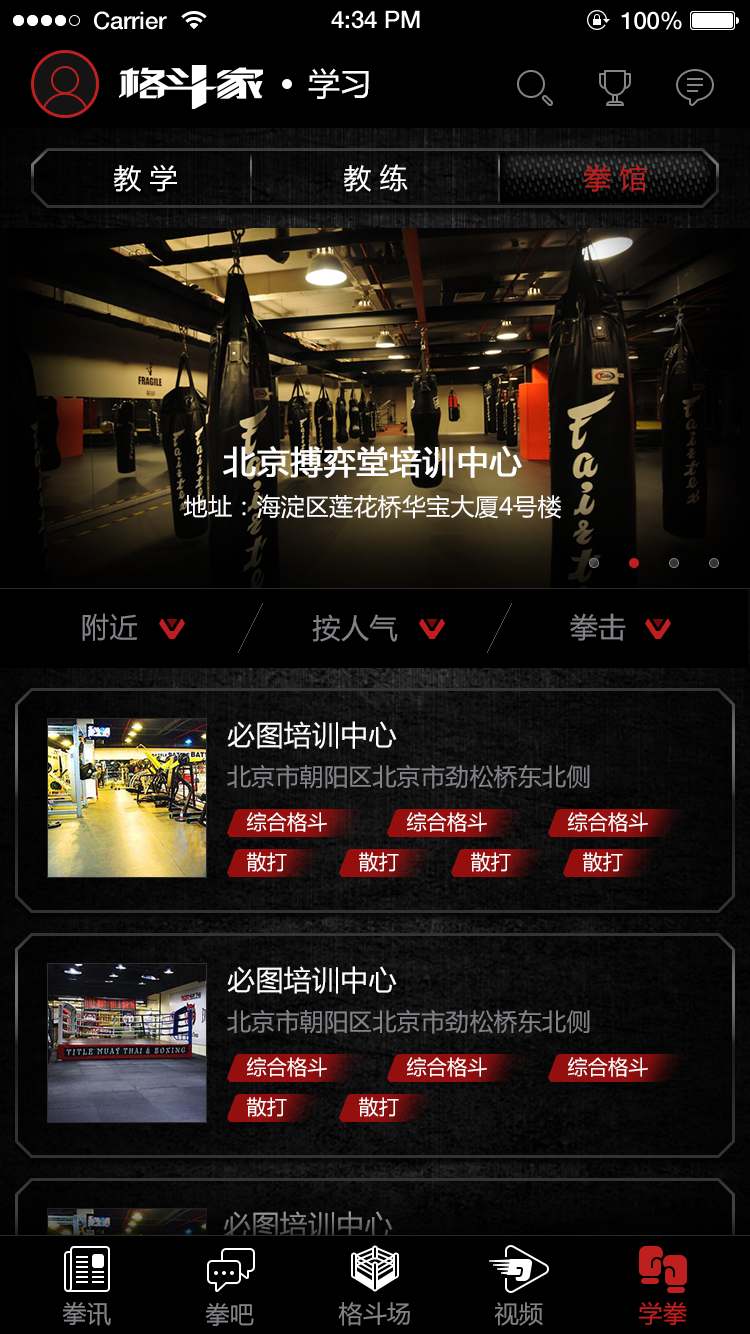 Carrier 4:34 PM 100%
格斗家·学习
教学 教练 拳馆
FRAGILE
Fairtex Fairtex Fairtex
北京搏弈堂培训中心
地址：海淀区莲花桥华宝大厦4号楼
附近 按人气 拳击
必图培训中心
北京市朝阳区北京市劲松桥东北侧
综合格斗 综合格斗 综合格斗
散打 散打 散打 散打
必图培训中心
北京市朝阳区北京市劲松桥东北侧
TITLE MUAY THAI & BOXING
综合格斗 综合格斗 综合格斗
散打 散打
必图培训中心
拳讯 拳吧 格斗场 视频 学拳